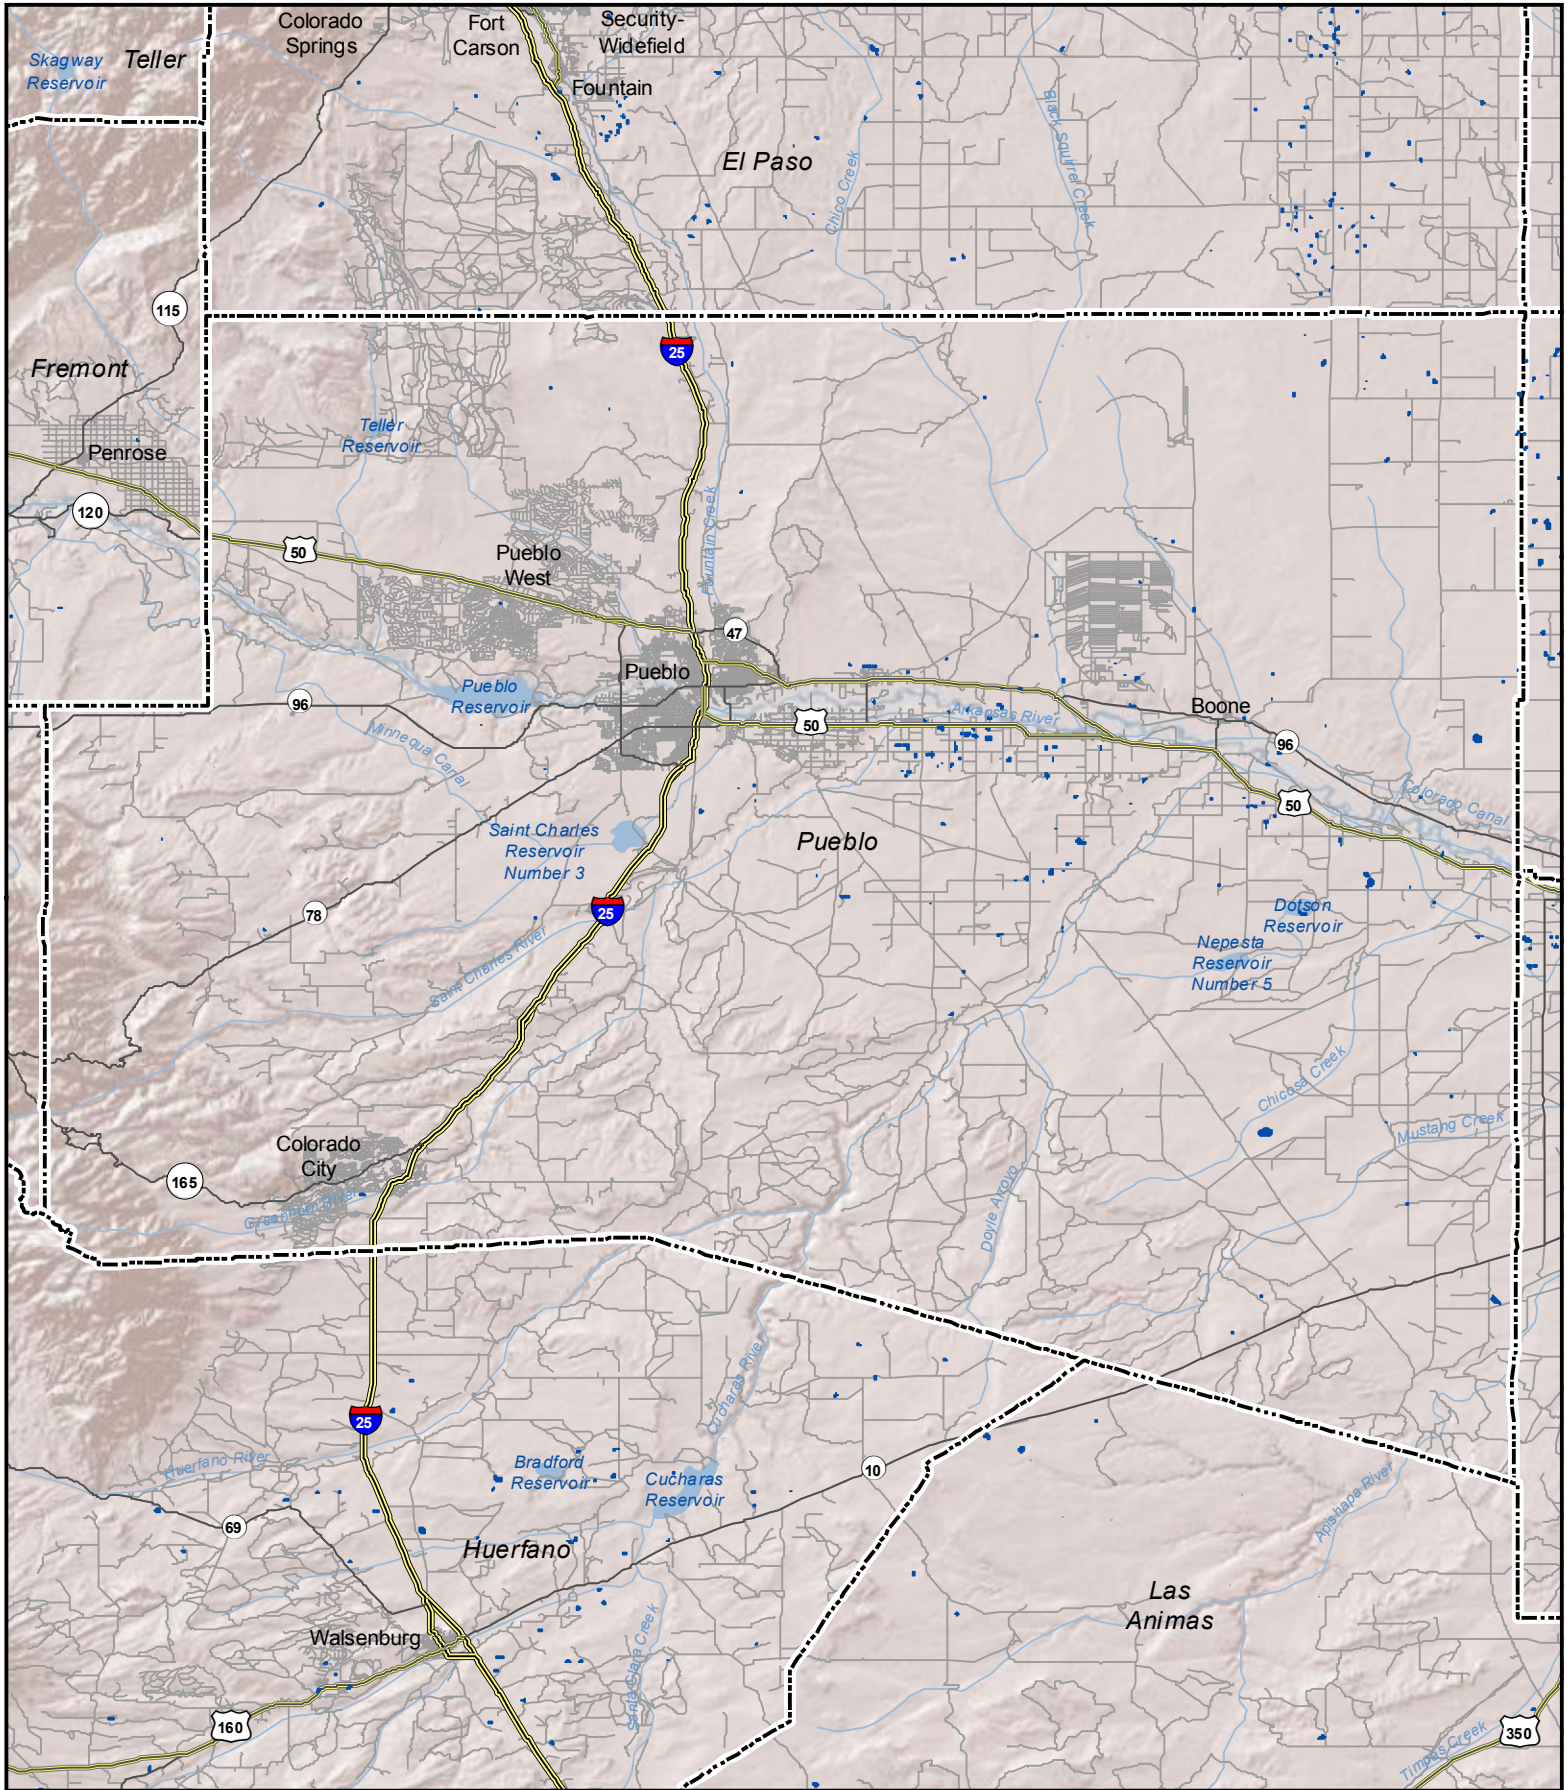 Colorado
Springs
Fort
Carson
Security-
Widefield
Skagway
Reservoir
Teller
Fountain
El Paso
Chico Creek
Black Squirrel Creek
115
25
Fremont
Teller
Reservoir
Penrose
120
50
Pueblo
West
Fountain Creek
47
Pueblo
Pueblo
Reservoir
96
Minnequa Canal
50
Arkansas River
Boone
96
50
Colorado Canal
Saint Charles
Reservoir
Number 3
Pueblo
25
78
Saint Charles River
Dotson
Reservoir
Nepesta
Reservoir
Number 5
Chicosa Creek
Mustang Creek
Colorado
City
165
Greenhorn River
Doyle Arroyo
Cucharas River
25
Huerfano River
Bradford
Reservoir
Cucharas
Reservoir
10
Apishapa River
69
Huerfano
Las
Animas
Walsenburg
Santa Clara Creek
160
350
Timpas Creek